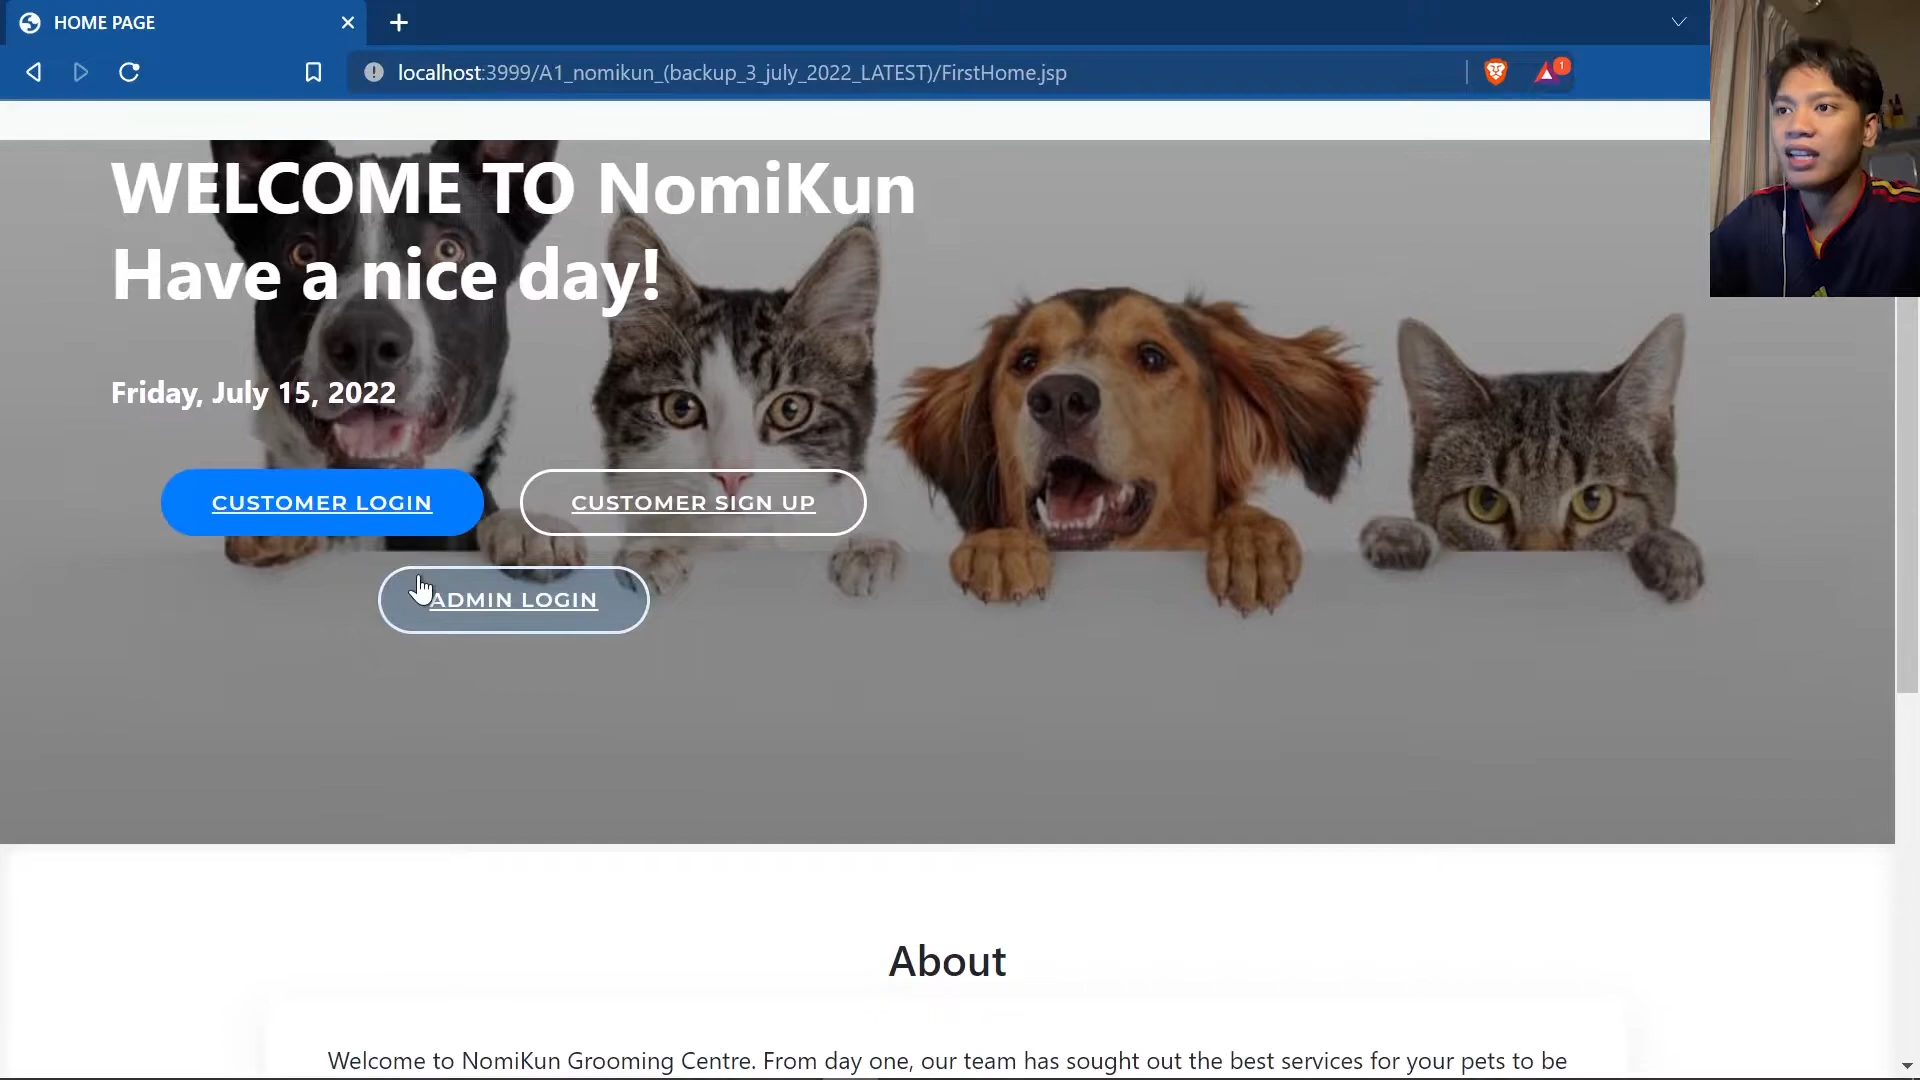 HOME PAGE
localhost:3999/A1_nomikun_(backup_3_july_2022_LATEST)/FirstHome.jsp
1
WELCOME TO NomiKun
Have a nice day!
Friday, July 15, 2022
CUSTOMER LOGIN
CUSTOMER SIGN UP
ADMIN LOGIN
About
Welcome to NomiKun Grooming Centre. From day one, our team has sought out the best services for your pets to be